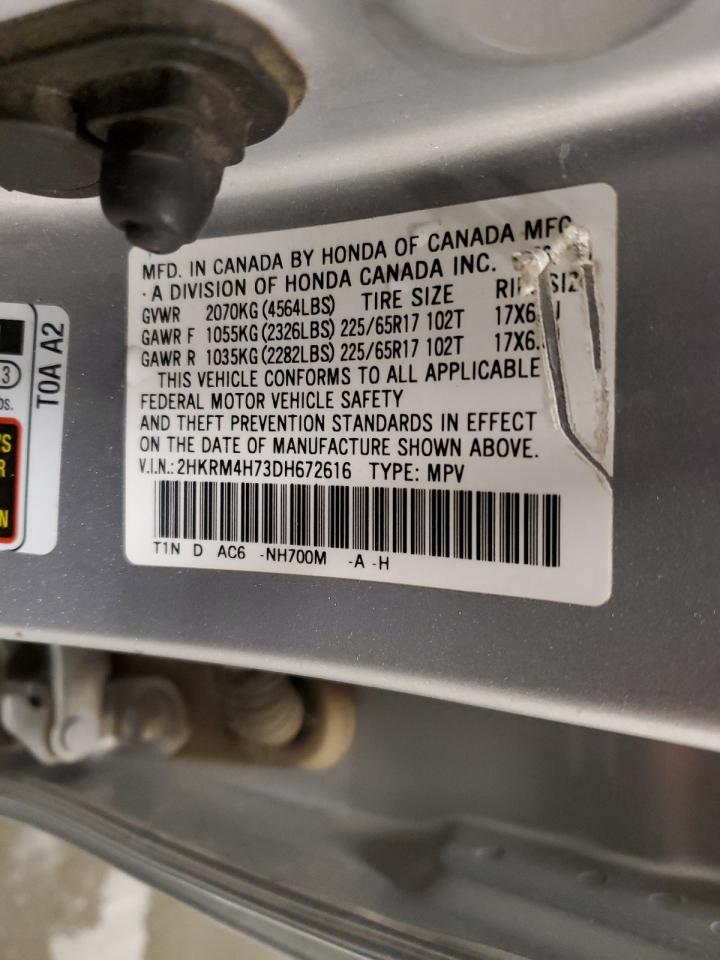 MFD. IN CANADA BY HONDA OF CANADA MFG.
A DIVISION OF HONDA CANADA INC.
GVWR 2070KG (4564LBS) TIRE SIZE
GAWR F 1055KG (2326LBS) 225/65R17 102T
GAWR R 1035KG (2282LBS) 225/65R17 102T
THIS VEHICLE CONFORMS TO ALL APPLICABLE
FEDERAL MOTOR VEHICLE SAFETY
AND THEFT PREVENTION STANDARDS IN EFFECT
ON THE DATE OF MANUFACTURE SHOWN ABOVE.
V.I.N.: 2HKRM4H73DH672616 TYPE: MPV
T1N D AC6 -NH700M -A -H
T0A A2